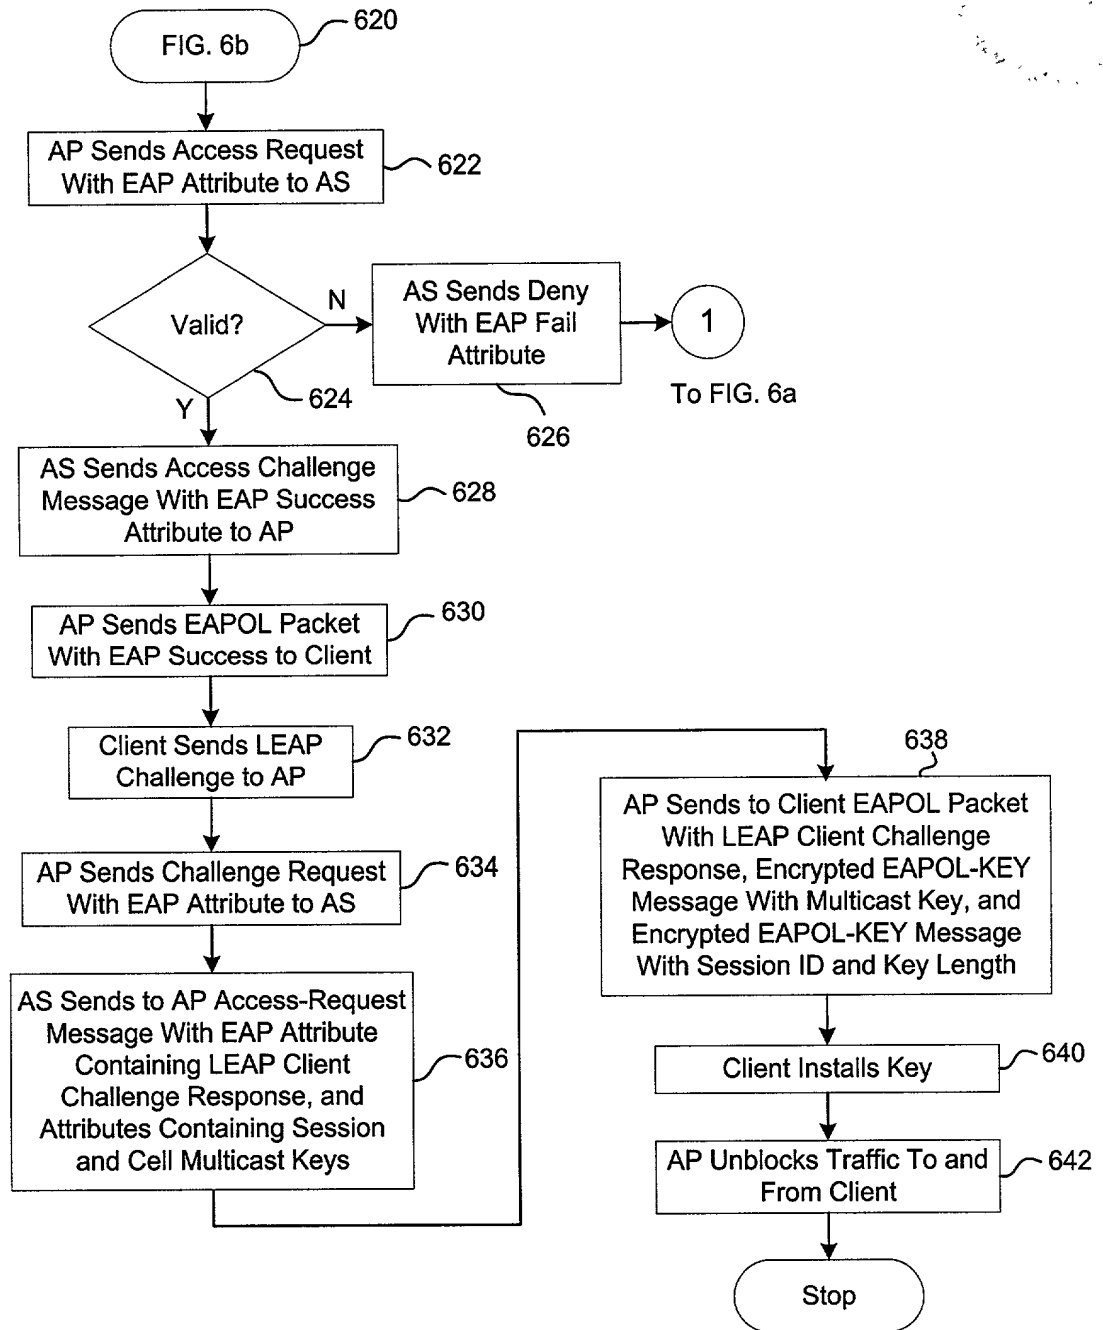 FIG. 6b
620
AP Sends Access Request
With EAP Attribute to AS
622
Valid?
624
N
Y
AS Sends Deny
With EAP Fail
Attribute
626
1
To FIG. 6a
AS Sends Access Challenge
Message With EAP Success
Attribute to AP
628
AP Sends EAPOL Packet
With EAP Success to Client
630
Client Sends LEAP
Challenge to AP
632
AP Sends Challenge Request
With EAP Attribute to AS
634
AS Sends to AP Access-Request
Message With EAP Attribute
Containing LEAP Client
Challenge Response, and
Attributes Containing Session
and Cell Multicast Keys
636
638
AP Sends to Client EAPOL Packet
With LEAP Client Challenge
Response, Encrypted EAPOL-KEY
Message With Multicast Key, and
Encrypted EAPOL-KEY Message
With Session ID and Key Length
Client Installs Key
640
AP Unblocks Traffic To and
From Client
642
Stop